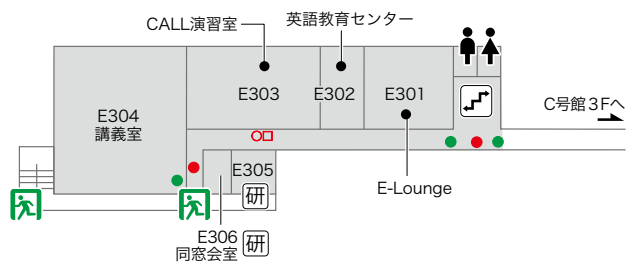 CALL演習室
英語教育センター
E303
E302
E301
E304
講義室
C号館3Fへ
E305
研
E-Lounge
E306
同窓会室
研